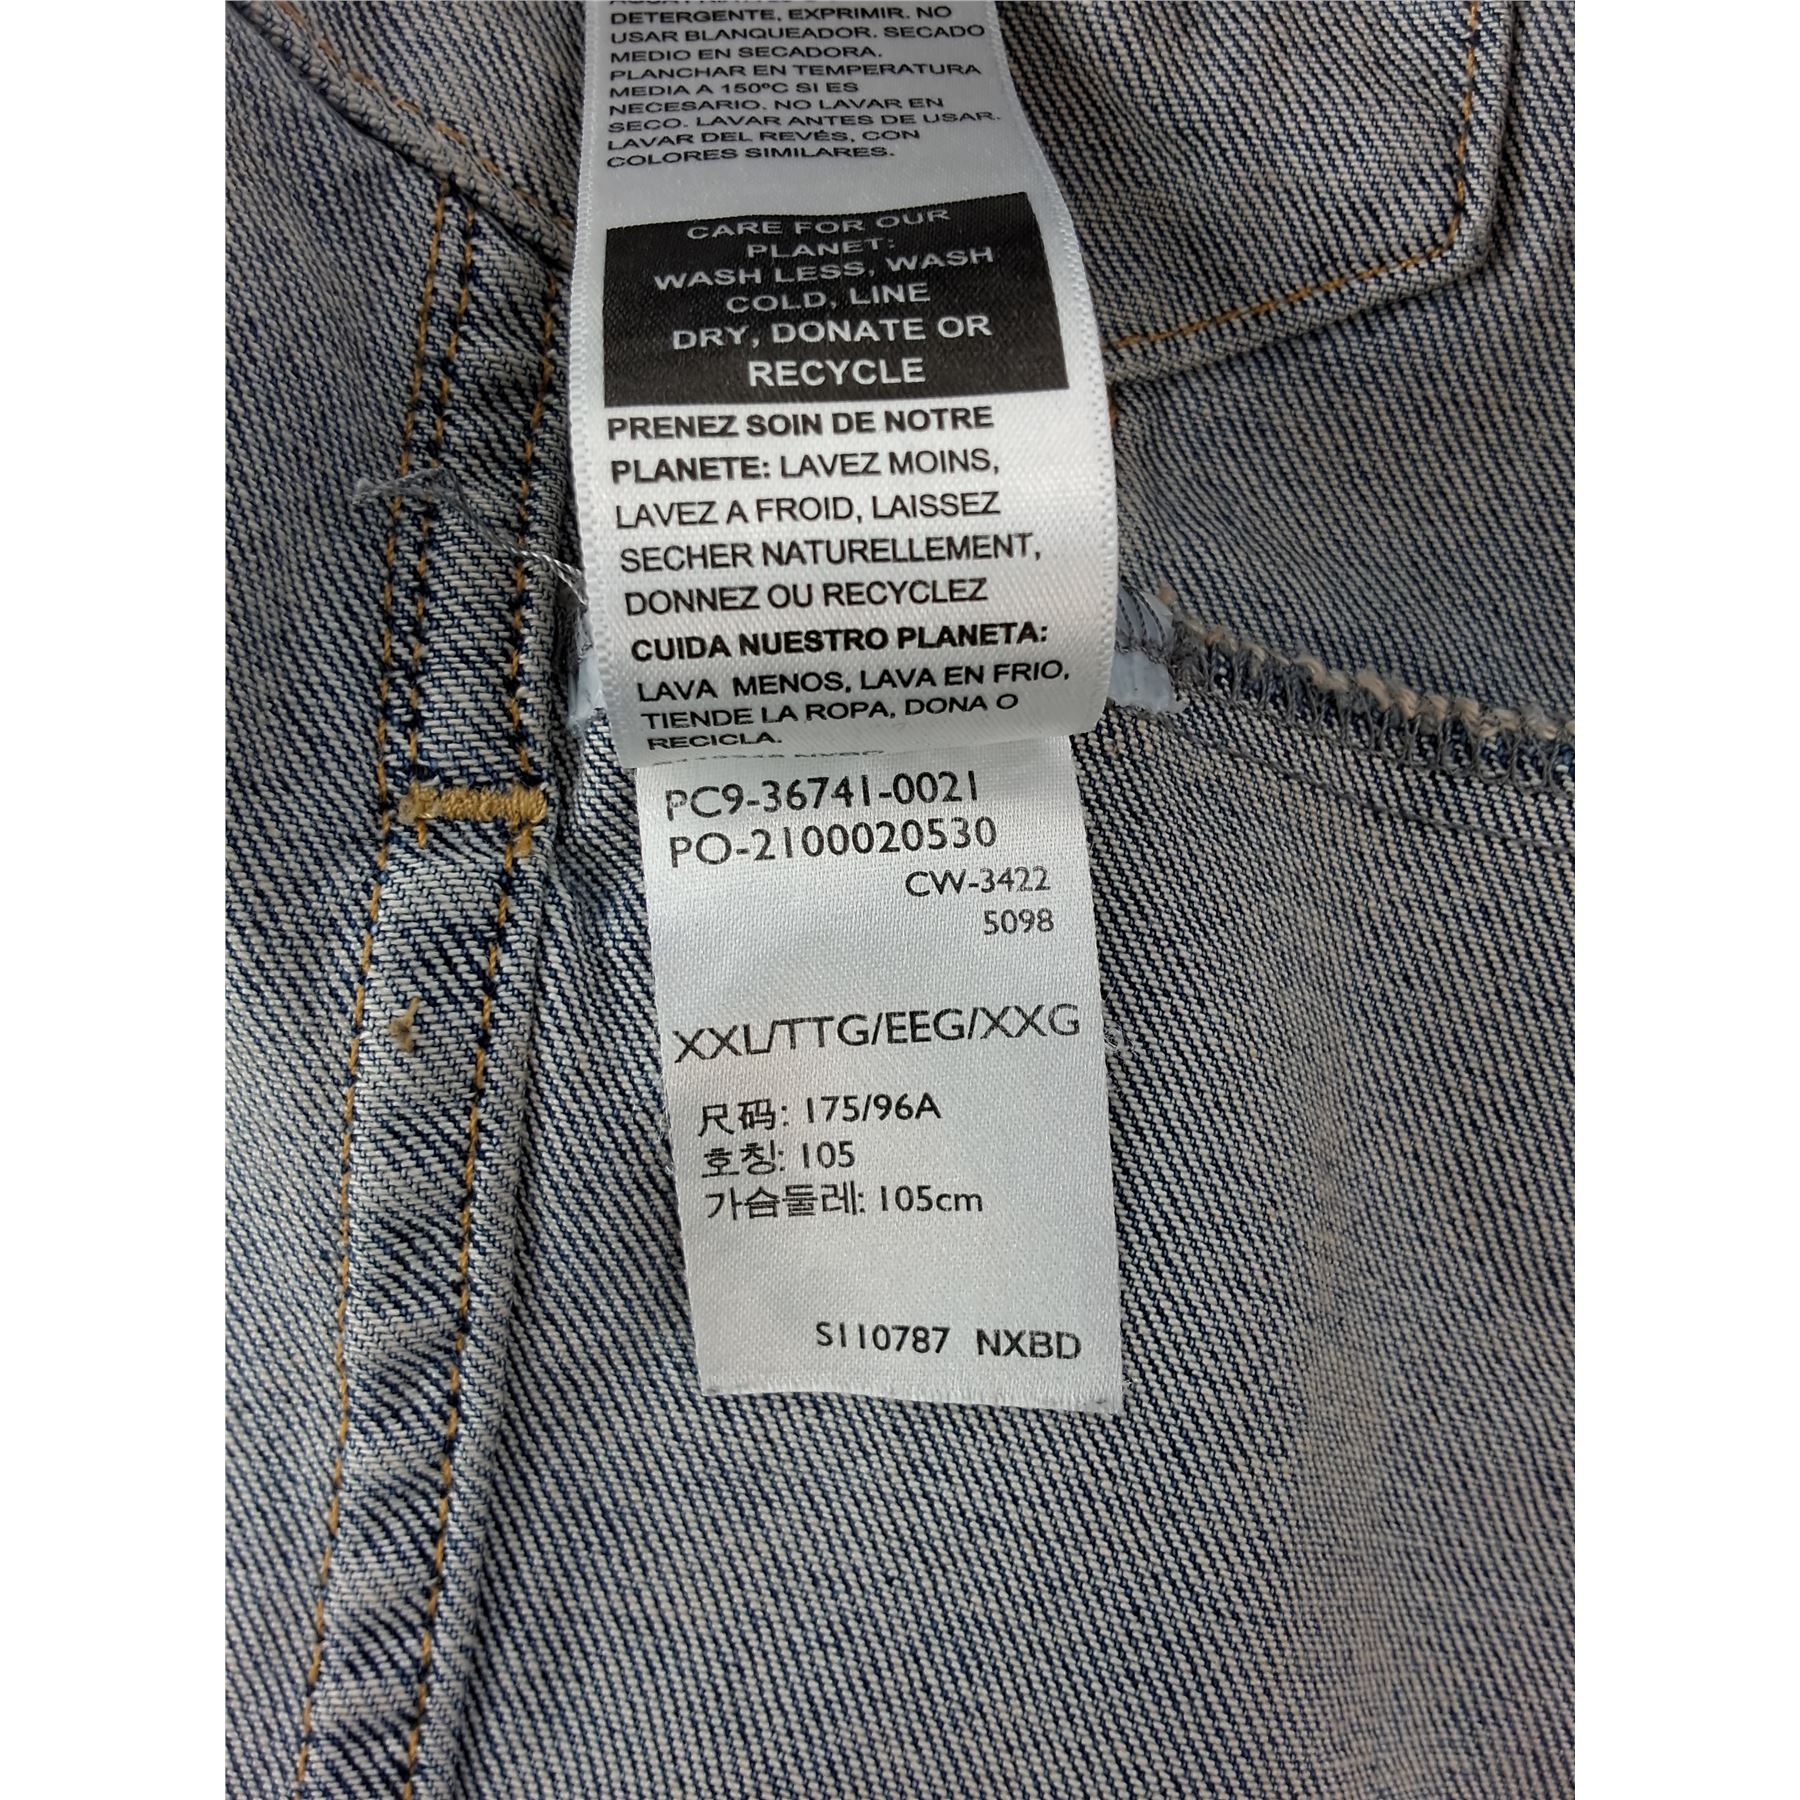 DETERGENTE, EXPRIMIR. NO
USAR BLANQUEADOR. SECADO
MEDIO EN SECADORA.
PLANCHAR EN TEMPERATURA
MEDIA A 150ºC SI ES
NECESARIO. NO LAVAR EN
SECO. LAVAR ANTES DE USAR.
LAVAR DEL REVÉS, CON
COLORES SIMILARES.
CARE FOR OUR
PLANET:
WASH LESS, WASH
COLD, LINE
DRY, DONATE OR
RECYCLE
PRENEZ SOIN DE NOTRE
PLANETE: LAVEZ MOINS,
LAVEZ A FROID, LAISSEZ
SECHER NATURELLEMENT,
DONNEZ OU RECYCLEZ
CUIDA NUESTRO PLANETA:
LAVA MENOS, LAVA EN FRIO,
TIENDE LA ROPA, DONA O
RECICLA.
PC9-36741-0021
PO-2100020530
CW-3422
5098
XXL/TTG/EEG/XXG
尺码: 175/96A
호칭: 105
가슴둘레: 105cm
S110787 NXBD